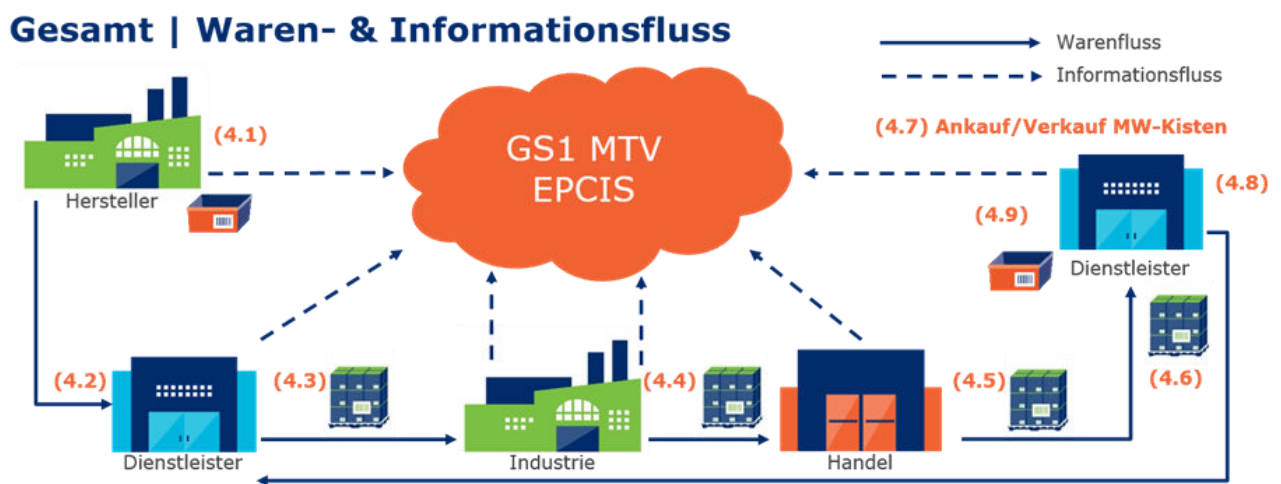 Gesamt | Waren- & Informationsfluss
Warenfluss
Informationsfluss
(4.1)
GS1 MTV
EPCIS
(4.7) Ankauf/Verkauf MW-Kisten
Hersteller
(4.8)
(4.9)
Dienstleister
(4.2)
(4.3)
(4.4)
(4.5)
(4.6)
Dienstleister
Industrie
Handel